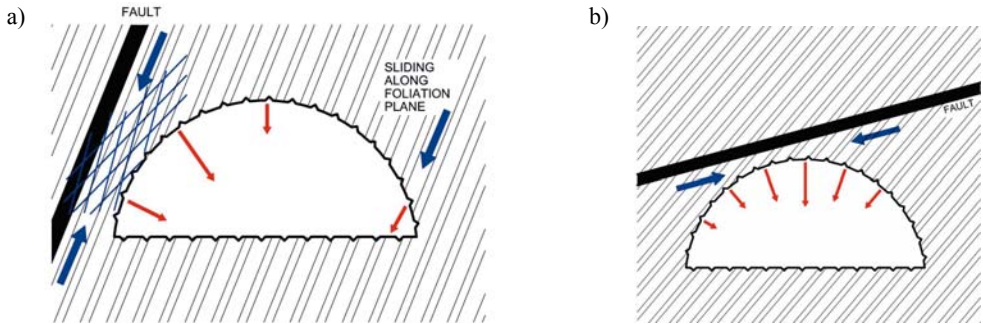 a)
FAULT
SLIDING
ALONG
FOLIATION
PLANE
b)
FAULT